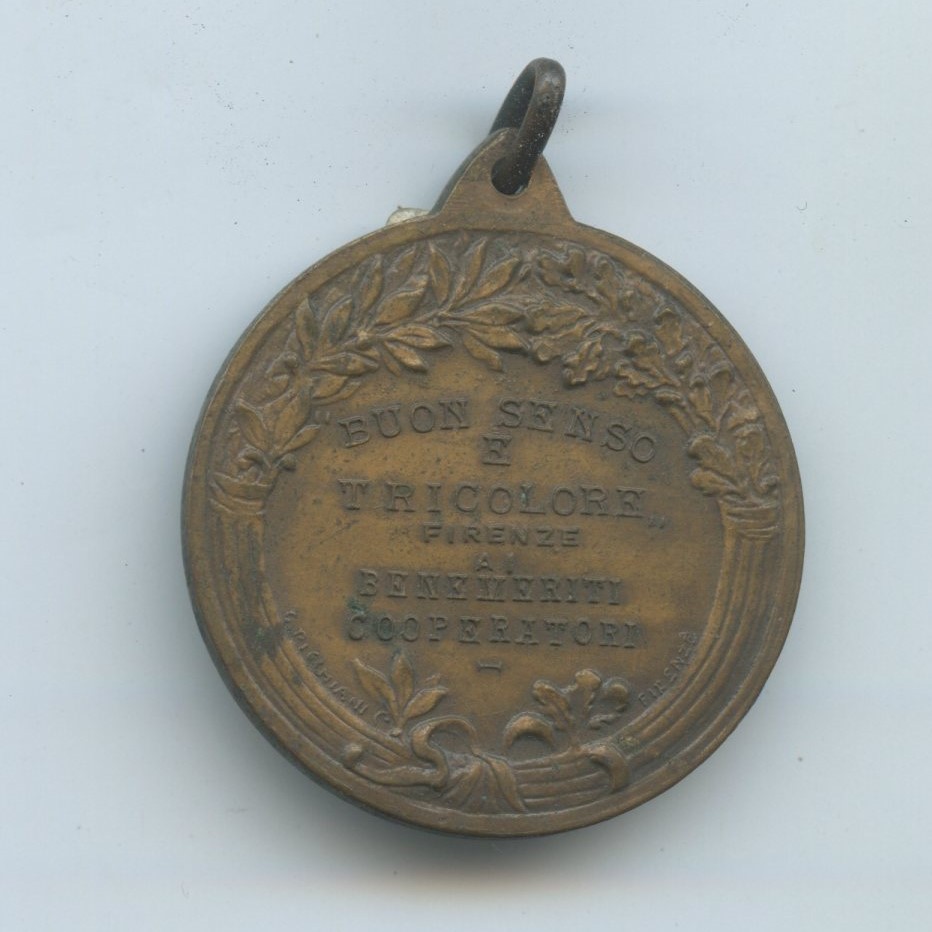 "BUON SENSO
E
TRICOLORE"
FIRENZE
AI
BENEMERITI
COOPERATORI
FIRENZE